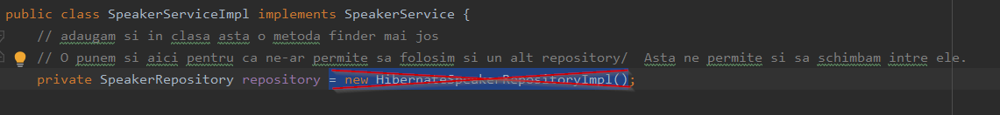 public class SpeakerServiceImpl implements SpeakerService {
// adaugam si in clasa asta o metoda finder mai jos
// O punem si aici pentru ca ne-ar permite sa folosim si un alt repository/  Asta ne permite si sa schimbam intre ele.
private SpeakerRepository repository = new HibernateSpeakerRepositoryImpl();